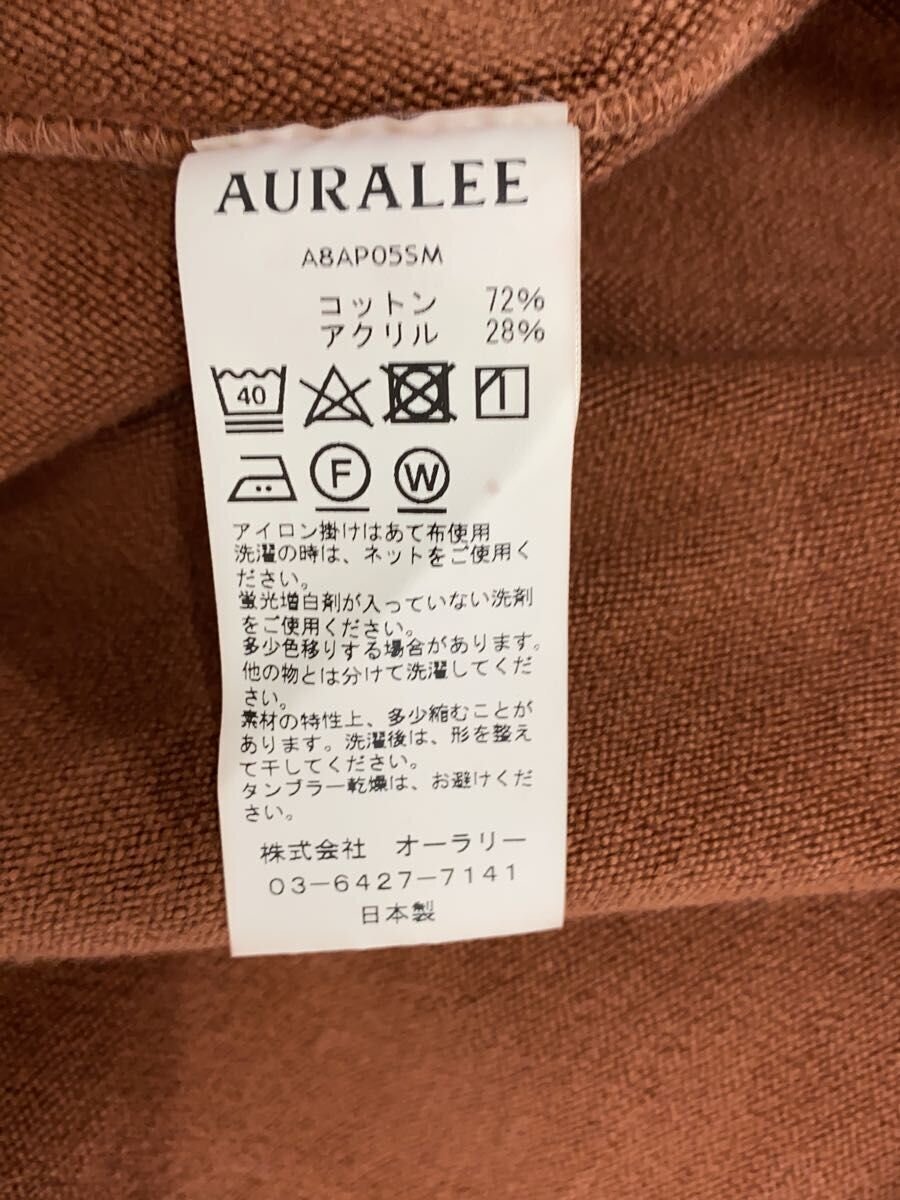 AURALEE
A8AP05SM
コットン 72%
アクリル 28%
40
F W
アイロン掛けはあて布使用
洗濯の時は、ネットをご使用く
ださい。
蛍光増白剤が入っていない洗剤
をご使用ください。
多少色移りする場合があります。
他の物とは分けて洗濯してくだ
さい。
素材の特性上、多少縮むことが
あります。洗濯後は、形を整え
て干してください。
タンブラー乾燥は、お避けくだ
さい。
株式会社 オーラリー
03-6427-7141
日本製